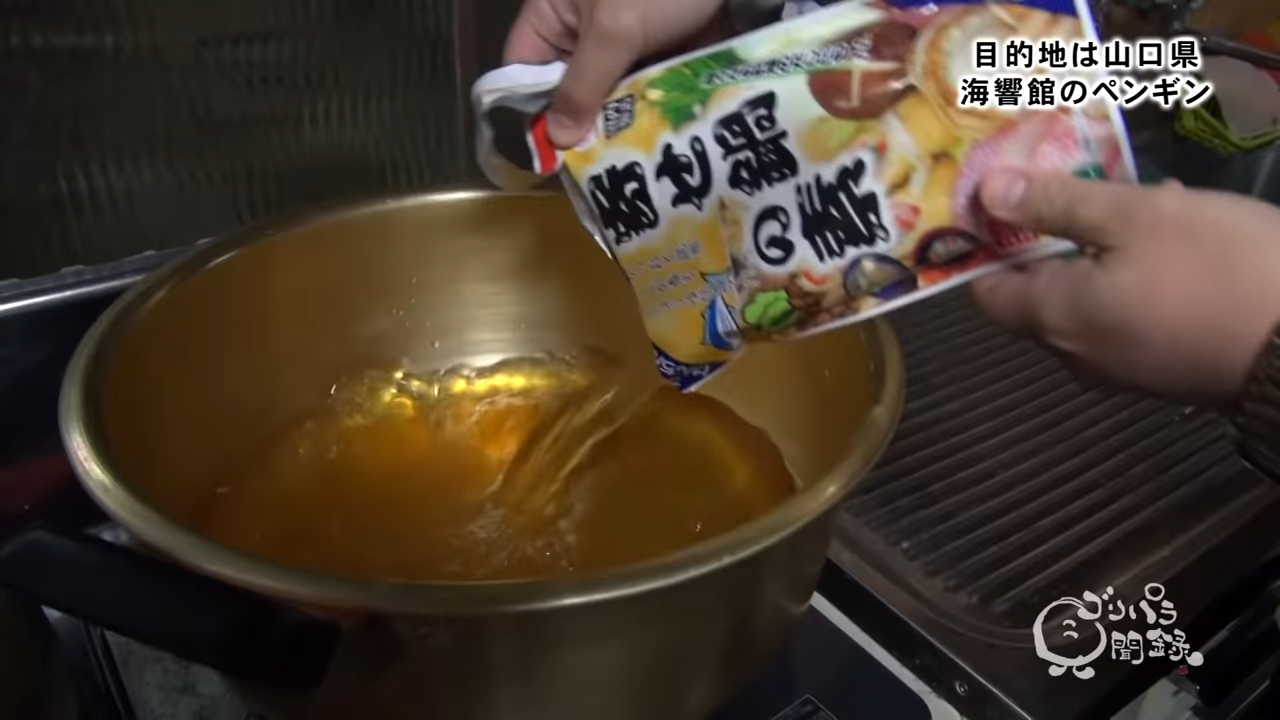 目的地は山口県
海響館のペンギン
寄せ鍋
の素
ゴリパラ
聞録